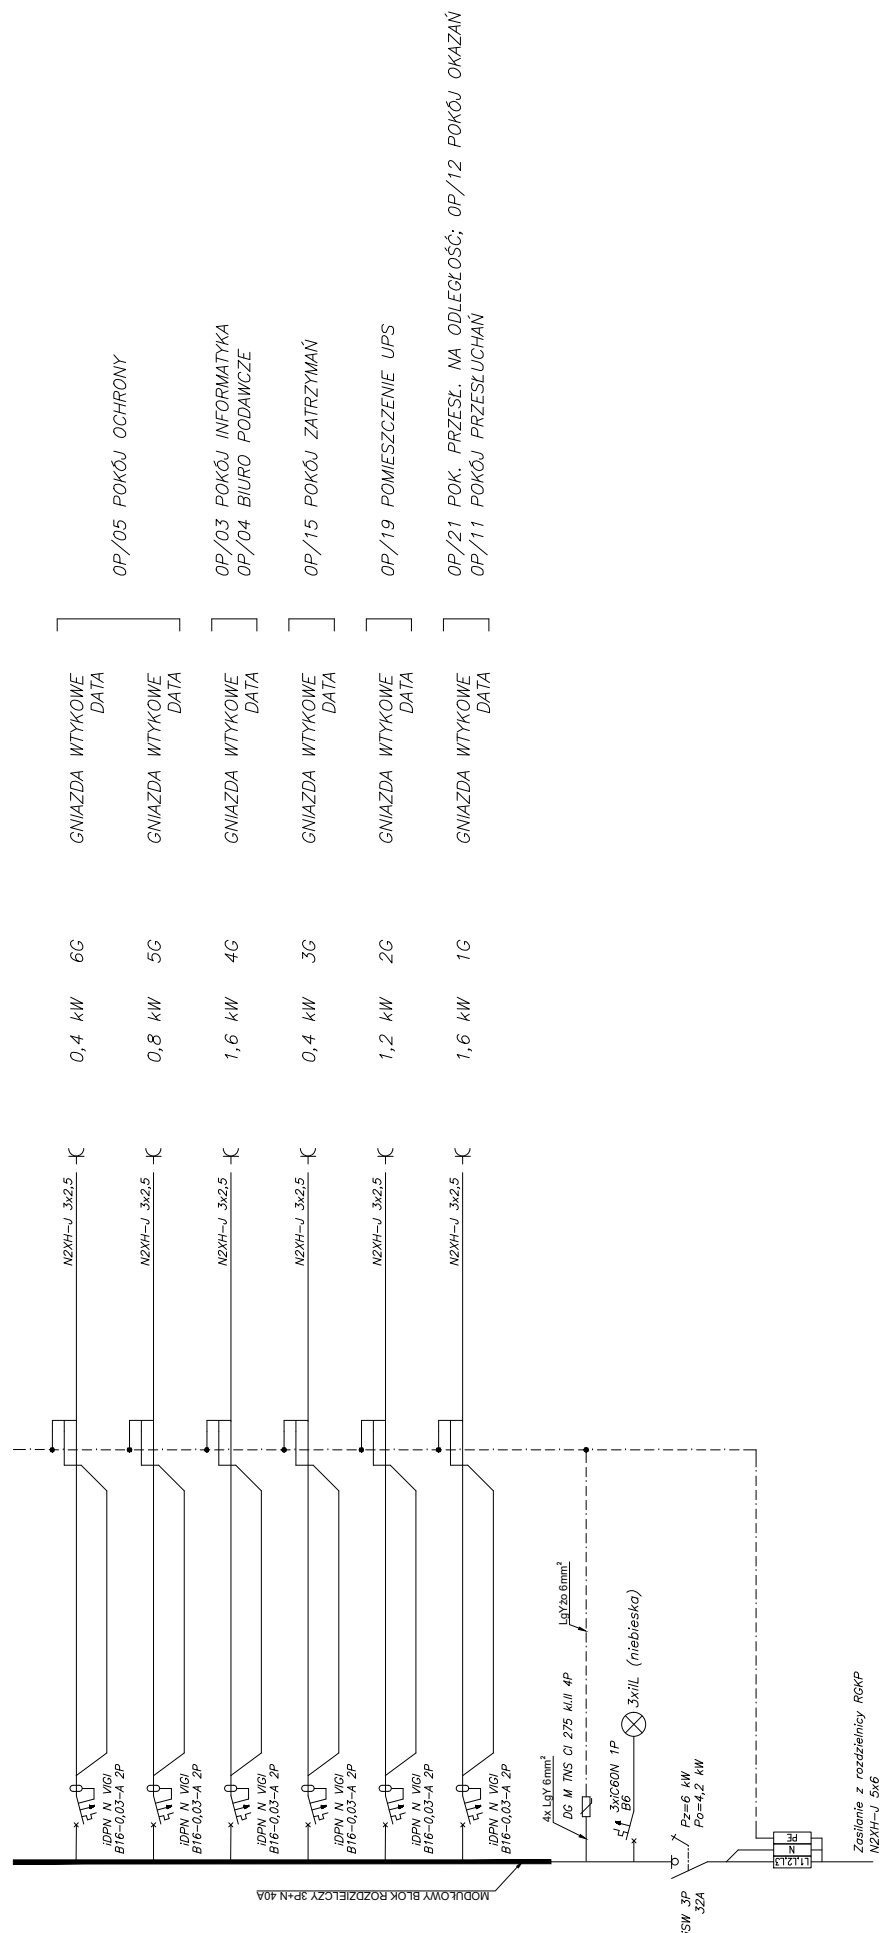 OP/05 POKÓJ OCHRONY
OP/03 POKÓJ INFORMATYKA
OP/04 BIURO PODAWCZE
OP/15 POKÓJ ZATRZYMAŃ
OP/19 POMIESZCZENIE UPS
OP/21 POK. PRZESŁ. NA ODLEGŁOŚĆ; OP/12 POKÓJ OKAZAŃ
OP/11 POKÓJ PRZESŁUCHAŃ
GNIAZDA WTYKOWE
DATA
GNIAZDA WTYKOWE
DATA
GNIAZDA WTYKOWE
DATA
GNIAZDA WTYKOWE
DATA
GNIAZDA WTYKOWE
DATA
GNIAZDA WTYKOWE
DATA
6G
5G
4G
3G
2G
1G
0,4 kW
0,8 kW
1,6 kW
0,4 kW
1,2 kW
1,6 kW
N2XH-J 3x2,5
N2XH-J 3x2,5
N2XH-J 3x2,5
N2XH-J 3x2,5
N2XH-J 3x2,5
N2XH-J 3x2,5
iDPN N VIGI
B16-0,03-A 2P
iDPN N VIGI
B16-0,03-A 2P
iDPN N VIGI
B16-0,03-A 2P
iDPN N VIGI
B16-0,03-A 2P
iDPN N VIGI
B16-0,03-A 2P
iDPN N VIGI
B16-0,03-A 2P
MODUŁOWY BLOK ROZDZIELCZY 3P+N 40A
4x LgY 6mm²
LgYżo 6mm²
DG M TNS CI 275 kl.II 4P
3xiC60N 1P
B6
3xiIL (niebieska)
Pz=6 kW
Po=4,2 kW
iSW 3P
32A
L1,L2,L3
N
PE
Zasilanie z rozdzielnicy RGKP
N2XH-J 5x6